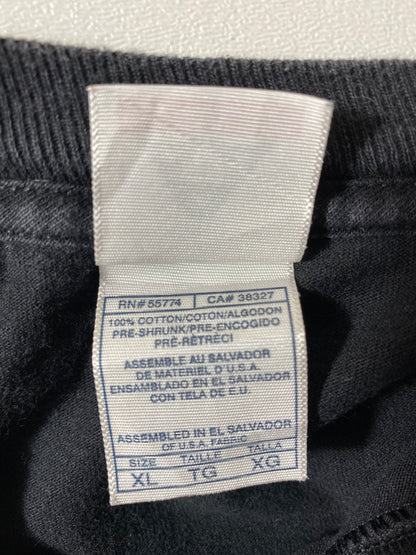 RN# 55774 CA# 38327
100% COTTON/COTON/ALGODON
PRE-SHRUNK/PRE-ENCOGIDO
PRÉ-RÉTRÉCI
ASSEMBLE AU SALVADOR
DE MATERIEL D'U.S.A.
ENSAMBLADO EN EL SALVADOR
CON TELA DE E.U.
ASSEMBLED IN EL SALVADOR
OF U.S.A. FABRIC
SIZE TAILLE TALLA
XL TG XG